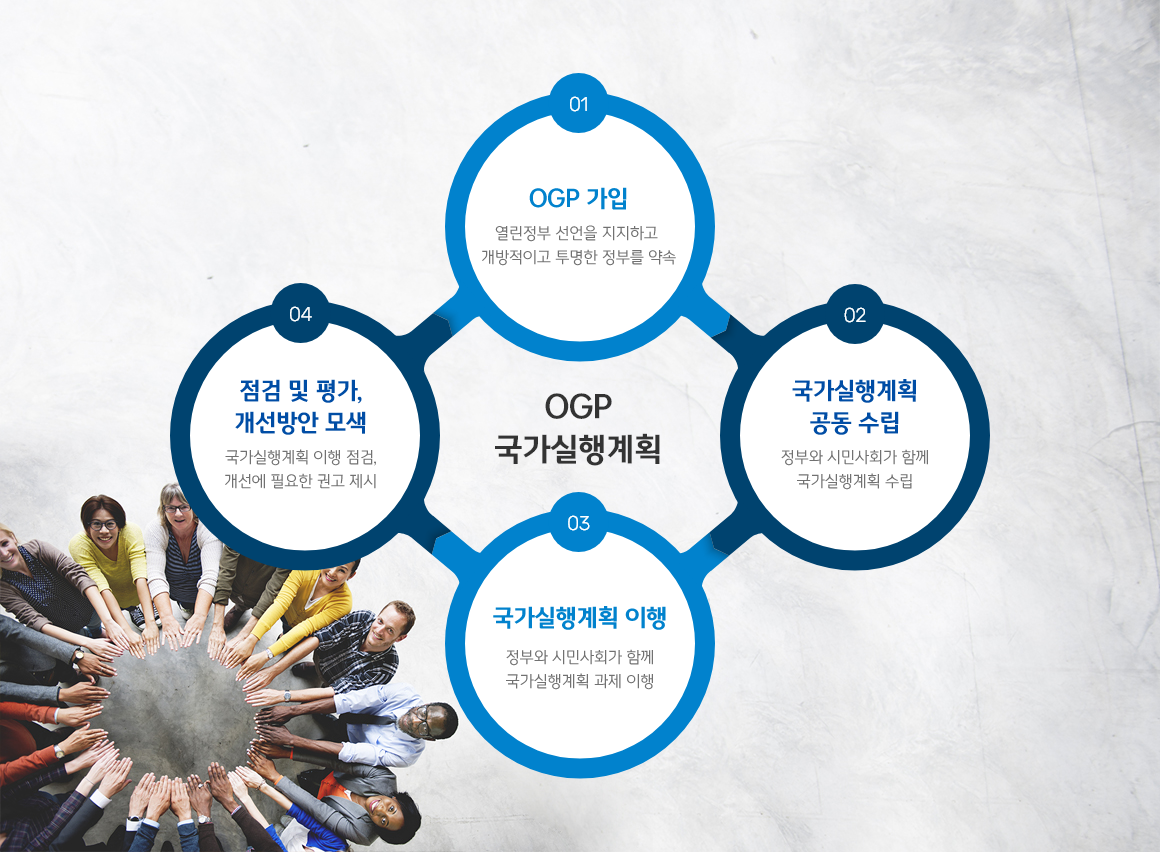 01
OGP 가입
열린정부 선언을 지지하고
개방적이고 투명한 정부를 약속
02
국가실행계획
공동 수립
정부와 시민사회가 함께
국가실행계획 수립
03
국가실행계획 이행
정부와 시민사회가 함께
국가실행계획 과제 이행
04
점검 및 평가,
개선방안 모색
국가실행계획 이행 점검,
개선에 필요한 권고 제시
OGP
국가실행계획